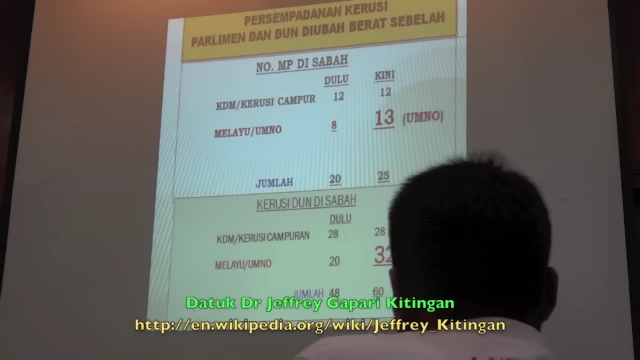 PERSEMPADANAN KERUSI
PARLIMEN DAN DUN DIUBAH BERAT SEBELAH
NO. MP DI SABAH
DULU KINI
KDM/KERUSI CAMPUR 12 12
MELAYU/UMNO 8 13 (UMNO)
JUMLAH 20 25
KERUSI DUN DI SABAH
DULU
KDM/KERUSI CAMPURAN 28 28
MELAYU/UMNO 20 32
JUMLAH 48 60
Datuk Dr Jeffrey Gapari Kitingan
http://en.wikipedia.org/wiki/Jeffrey_Kitingan